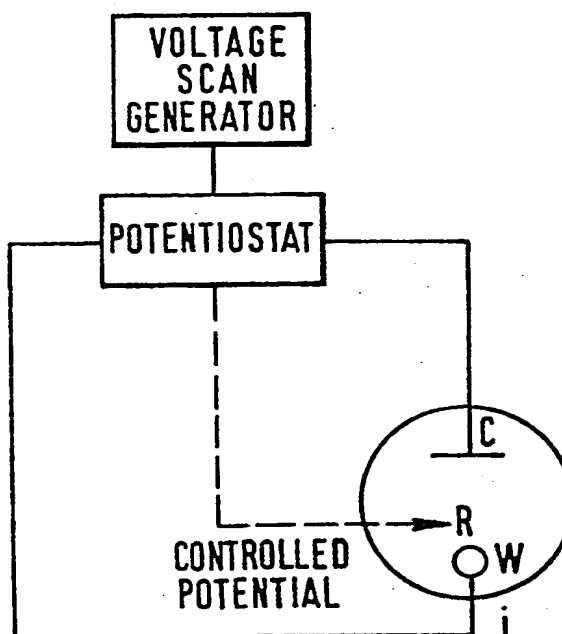 VOLTAGE
SCAN
GENERATOR
POTENTIOSTAT
C
R
W
CONTROLLED
POTENTIAL
i